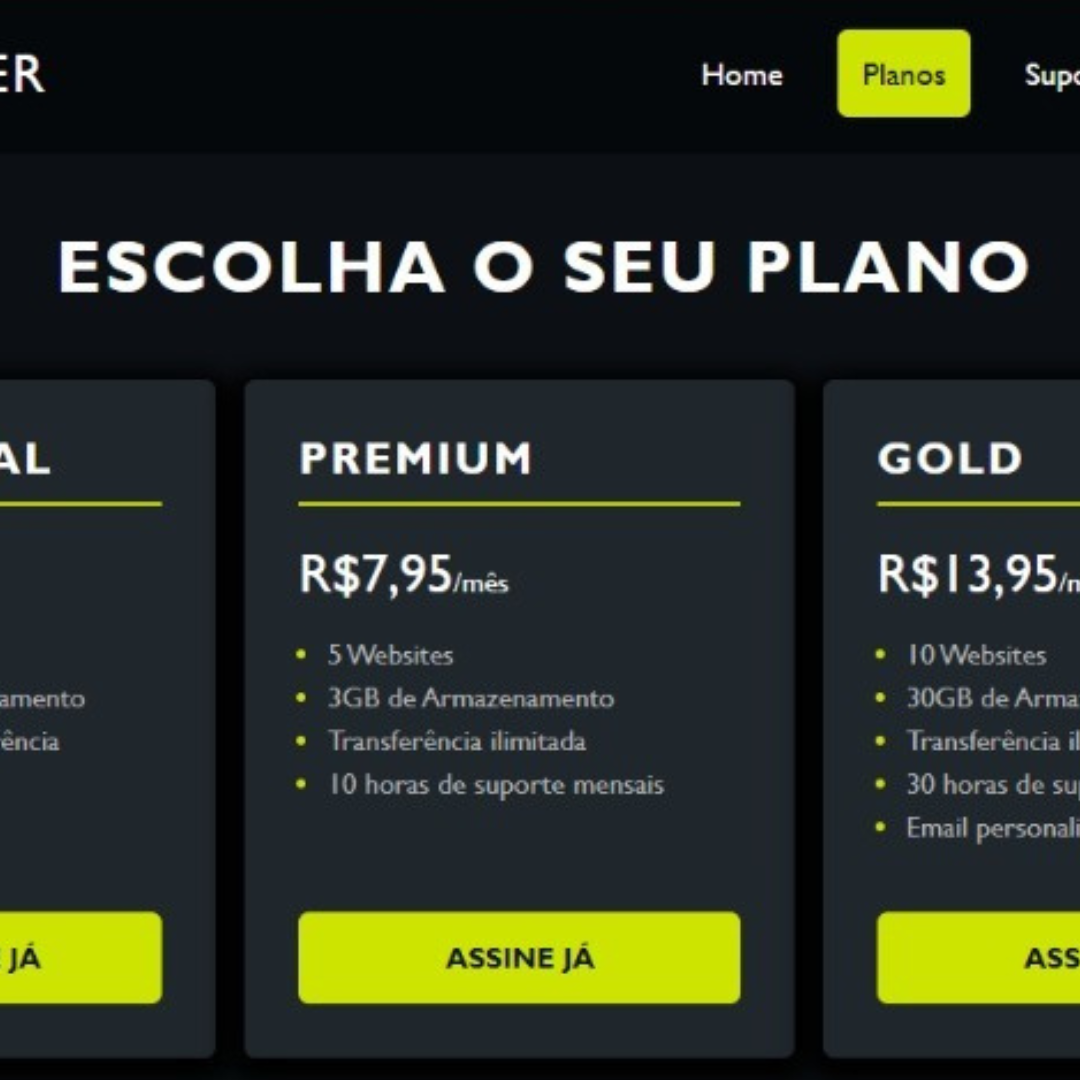 ER Home Planos Supo
ESCOLHA O SEU PLANO
AL
amento
ência
JÁ
PREMIUM
R$7,95/mês
5 Websites
3GB de Armazenamento
Transferência ilimitada
10 horas de suporte mensais
ASSINE JÁ
GOLD
R$13,95/m
10 Websites
30GB de Arma
Transferência il
30 horas de sup
Email personali
ASS